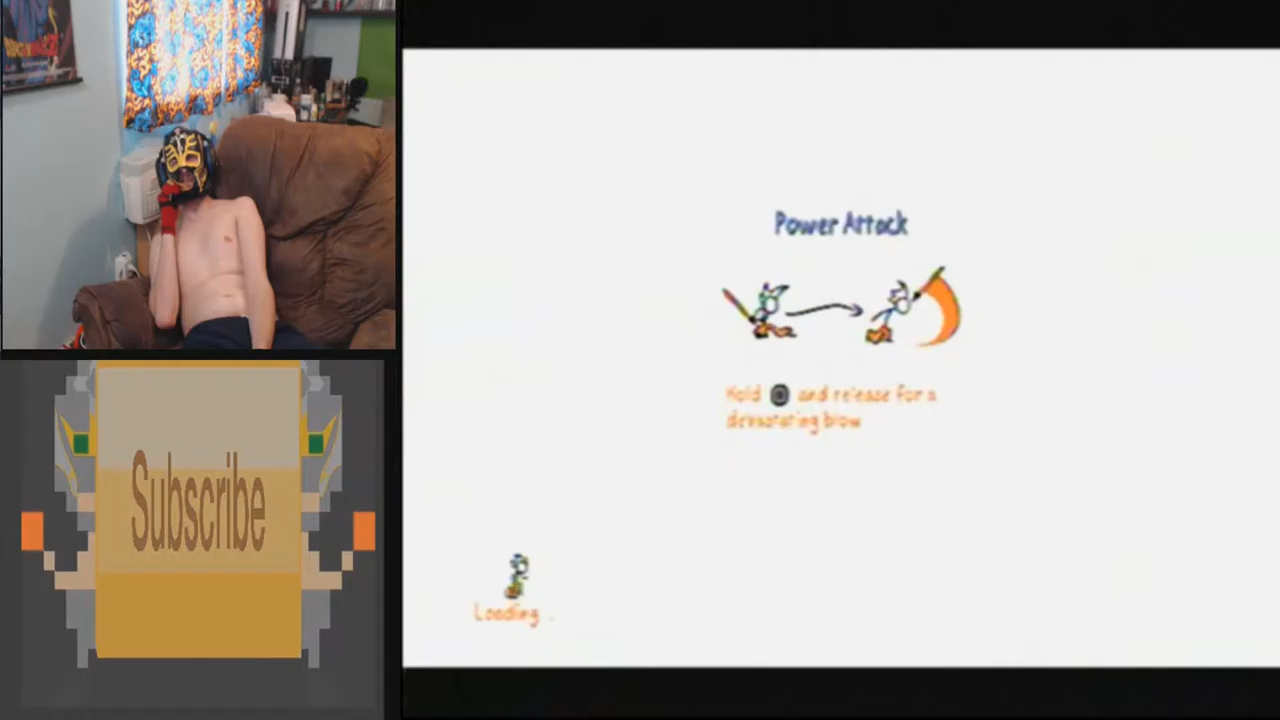 Power Attack
Hold and release for a
devastating blow
Loading .
Subscribe